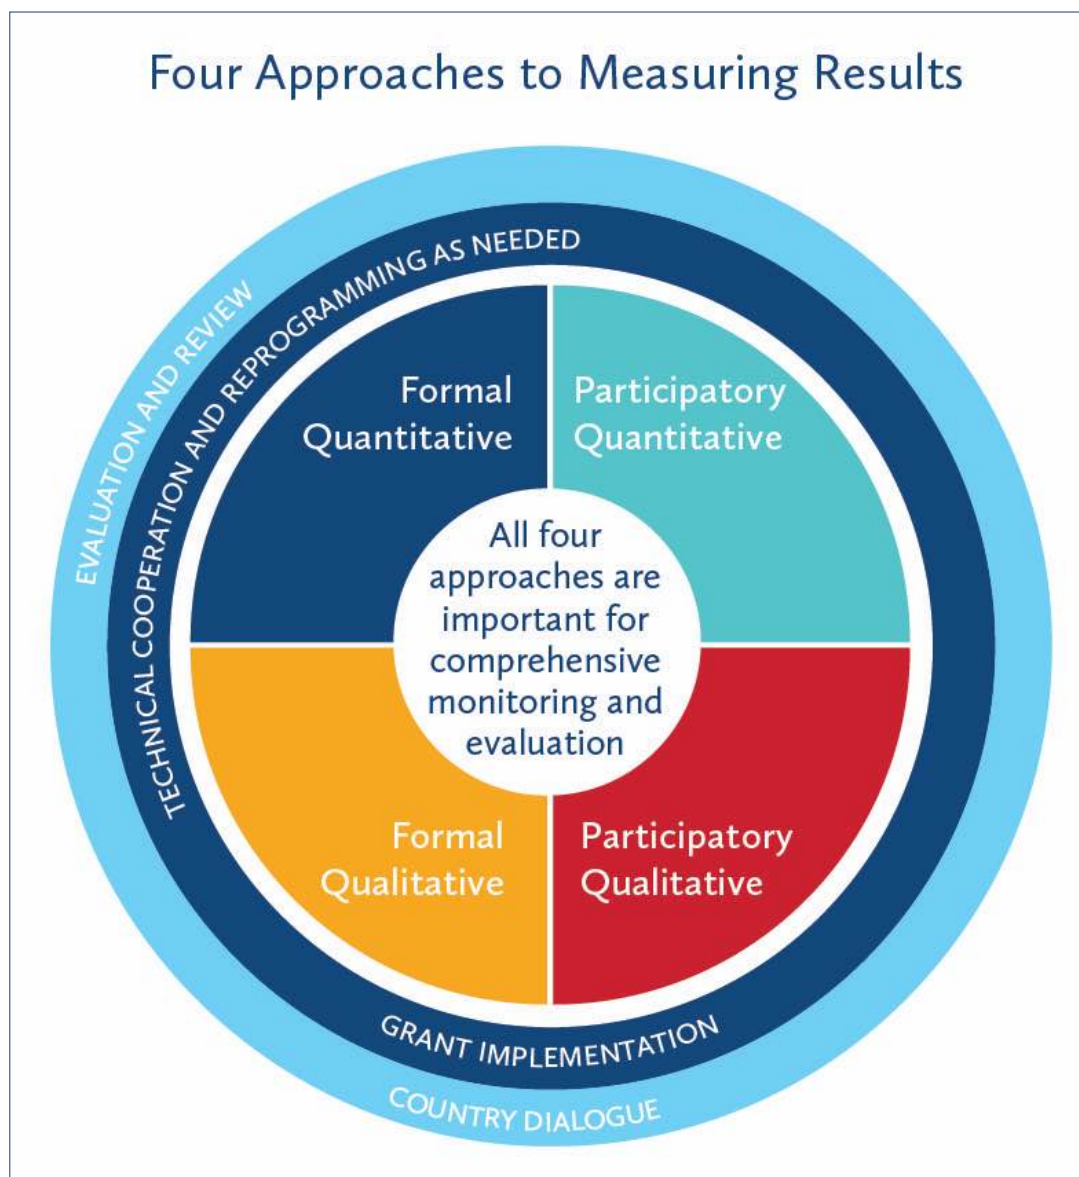 Four Approaches to Measuring Results
EVALUATION AND REVIEW
TECHNICAL COOPERATION AND REPROGRAMMING AS NEEDED
Formal
Quantitative
Participatory
Quantitative
All four
approaches are
important for
comprehensive
monitoring and
evaluation
Formal
Qualitative
Participatory
Qualitative
GRANT IMPLEMENTATION
COUNTRY DIALOGUE